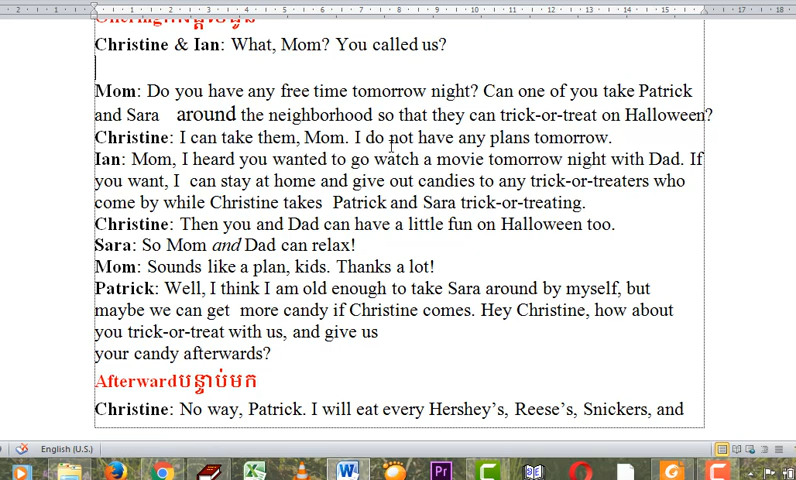 Christine & Ian: What, Mom? You called us?
Mom: Do you have any free time tomorrow night? Can one of you take Patrick
and Sara around the neighborhood so that they can trick-or-treat on Halloween?
Christine: I can take them, Mom. I do not have any plans tomorrow.
Ian: Mom, I heard you wanted to go watch a movie tomorrow night with Dad. If
you want, I can stay at home and give out candies to any trick-or-treaters who
come by while Christine takes Patrick and Sara trick-or-treating.
Christine: Then you and Dad can have a little fun on Halloween too.
Sara: So Mom and Dad can relax!
Mom: Sounds like a plan, kids. Thanks a lot!
Patrick: Well, I think I am old enough to take Sara around by myself, but
maybe we can get more candy if Christine comes. Hey Christine, how about
you trick-or-treat with us, and give us
your candy afterwards?
Afterwardបន្ទាប់មក
Christine: No way, Patrick. I will eat every Hershey's, Reese's, Snickers, and
English (U.S.)